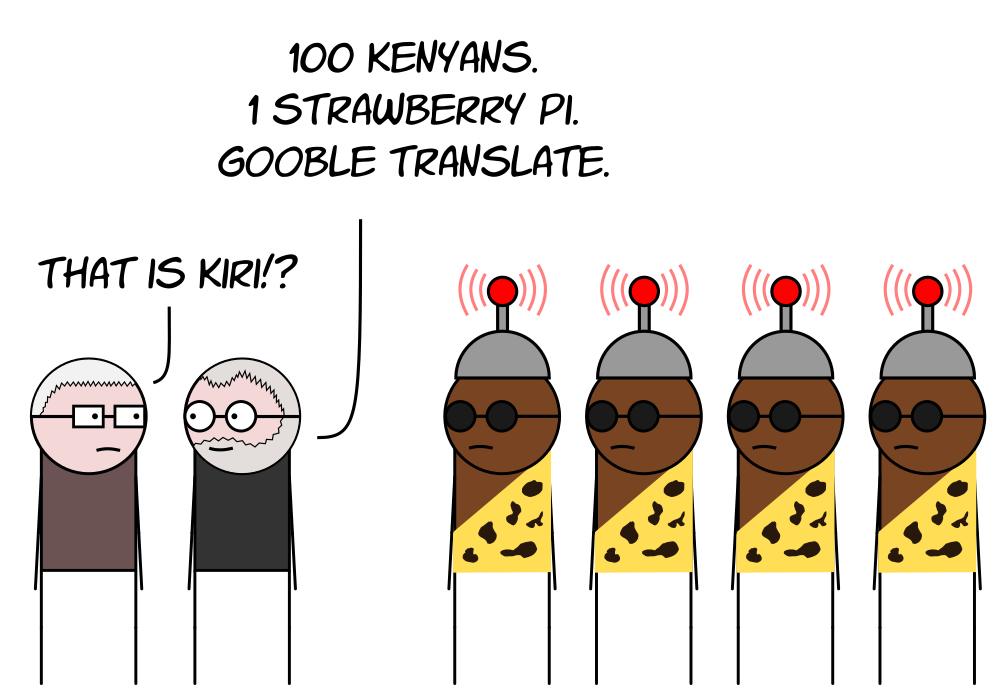 100 KENYANS.
1 STRAWBERRY PI.
GOOBLE TRANSLATE.
THAT IS KIRI!?